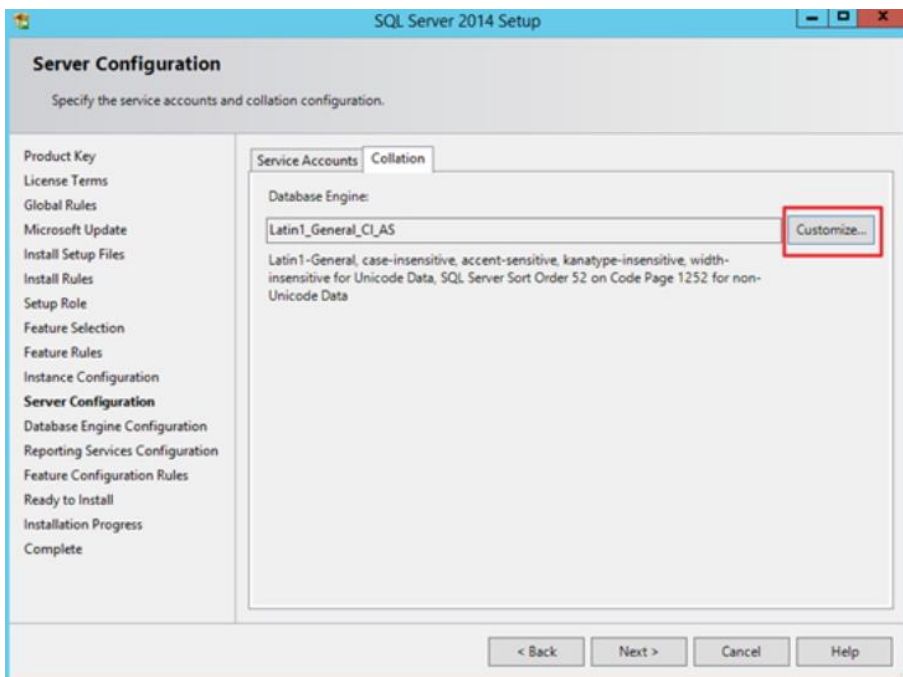 SQL Server 2014 Setup
Server Configuration
Specify the service accounts and collation configuration.
Product Key
License Terms
Global Rules
Microsoft Update
Install Setup Files
Install Rules
Setup Role
Feature Selection
Feature Rules
Instance Configuration
Server Configuration
Database Engine Configuration
Reporting Services Configuration
Feature Configuration Rules
Ready to Install
Installation Progress
Complete
Service Accounts Collation
Database Engine:
Latin1_General_CI_AS Customize...
Latin1-General, case-insensitive, accent-sensitive, kanatype-insensitive, width-
insensitive for Unicode Data, SQL Server Sort Order 52 on Code Page 1252 for non-
Unicode Data
< Back Next > Cancel Help